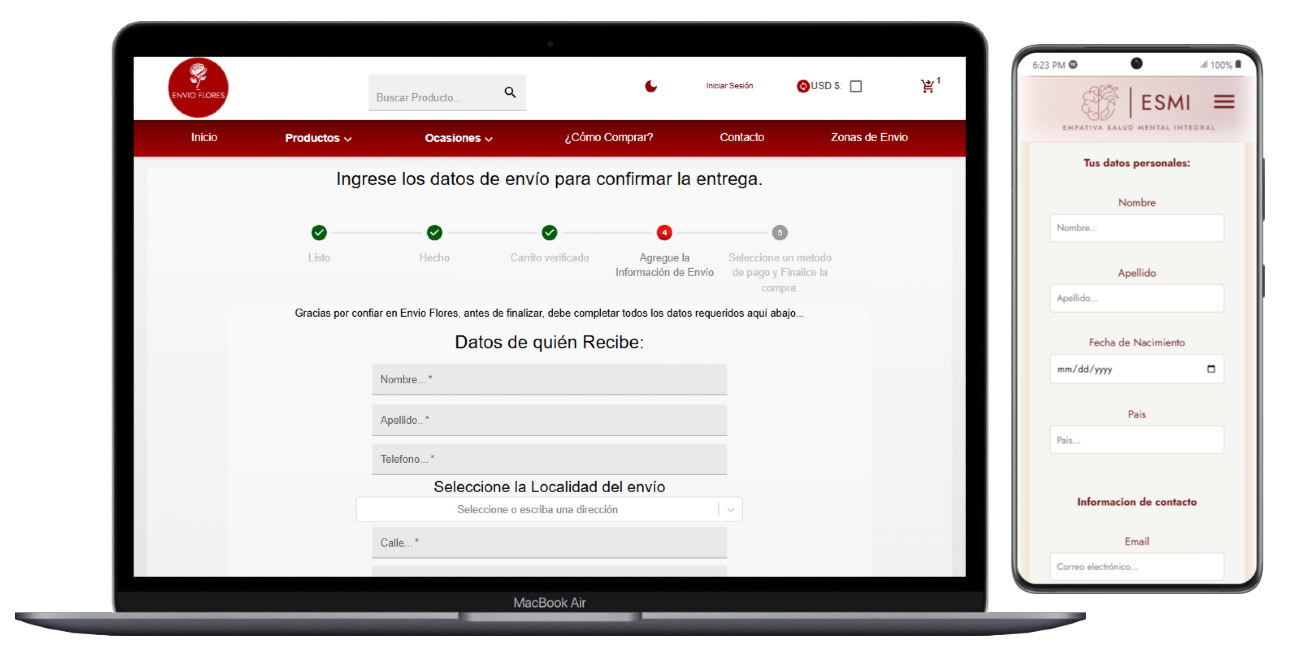 ENVIO FLORES
Buscar Producto...
Iniciar Sesión
USD $:
1
Inicio
Productos
Ocasiones
¿Cómo Comprar?
Contacto
Zonas de Envio
Ingrese los datos de envío para confirmar la entrega.
4
5
Listo
Hecho
Carrito verificado
Agregue la
Información de Envío
Seleccione un metodo
de pago y Finalice la
compra.
Gracias por confiar en Envio Flores, antes de finalizar, debe completar todos los datos requeridos aquí abajo...
Datos de quién Recibe:
Nombre... *
Apellido.. *
Telefono... *
Seleccione la Localidad del envío
Seleccione o escriba una dirección
Calle... *
MacBook Air
6:23 PM
100%
ESMI
EMPATIVA SALUD MENTAL INTEGRAL
Tus datos personales:
Nombre
Nombre...
Apellido
Apellido...
Fecha de Nacimiento
mm/dd/yyyy
Pais
Pais...
Informacion de contacto
Email
Correo electrónico...